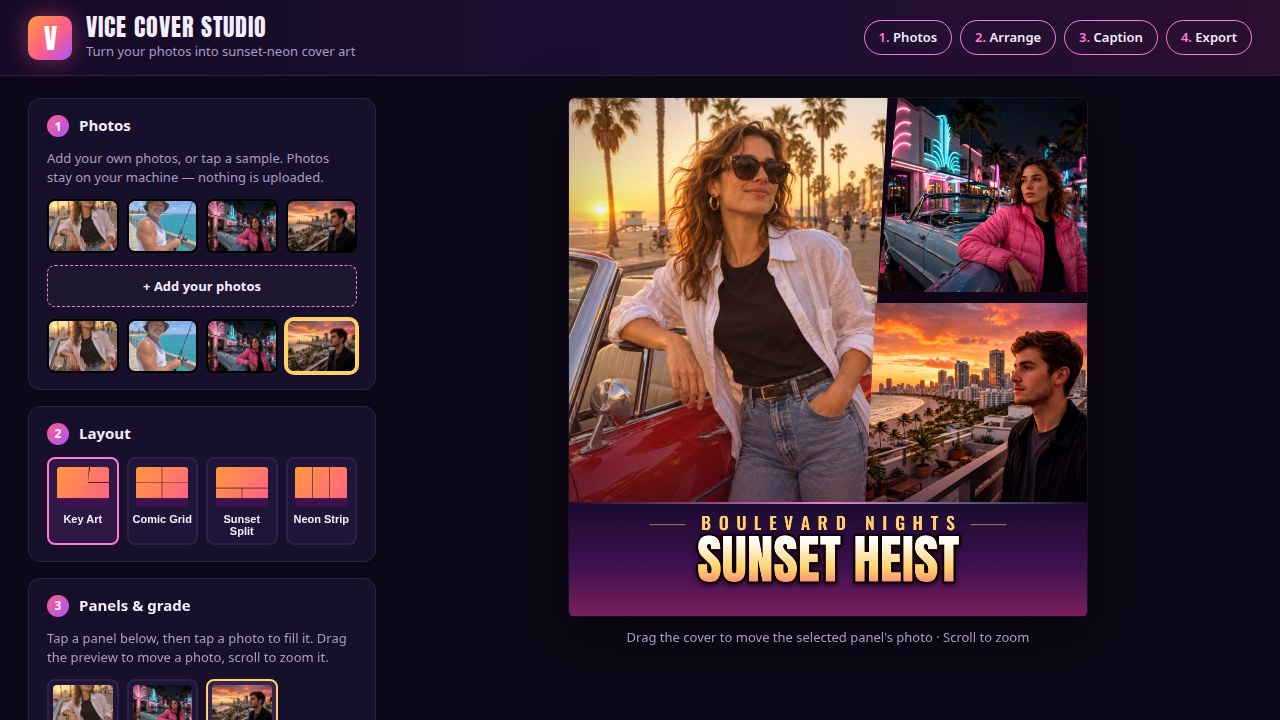 V
VICE COVER STUDIO
Turn your photos into sunset-neon cover art
1. Photos
2. Arrange
3. Caption
4. Export
1 Photos
Add your own photos, or tap a sample. Photos
stay on your machine — nothing is uploaded.
+ Add your photos
2 Layout
Key Art
Comic Grid
Sunset
Split
Neon Strip
3 Panels & grade
Tap a panel below, then tap a photo to fill it. Drag
the preview to move a photo, scroll to zoom it.
BOULEVARD NIGHTS
SUNSET HEIST
Drag the cover to move the selected panel's photo · Scroll to zoom